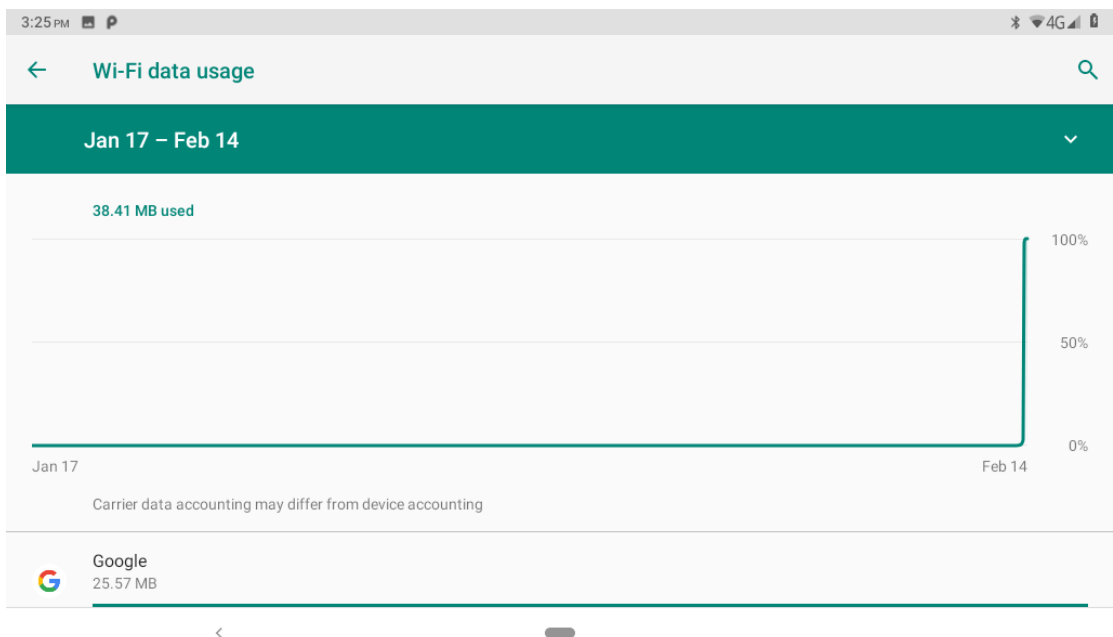 3:25 PM 4G
Wi-Fi data usage
Jan 17 – Feb 14
38.41 MB used
100%
50%
0%
Jan 17 Feb 14
Carrier data accounting may differ from device accounting
Google
25.57 MB